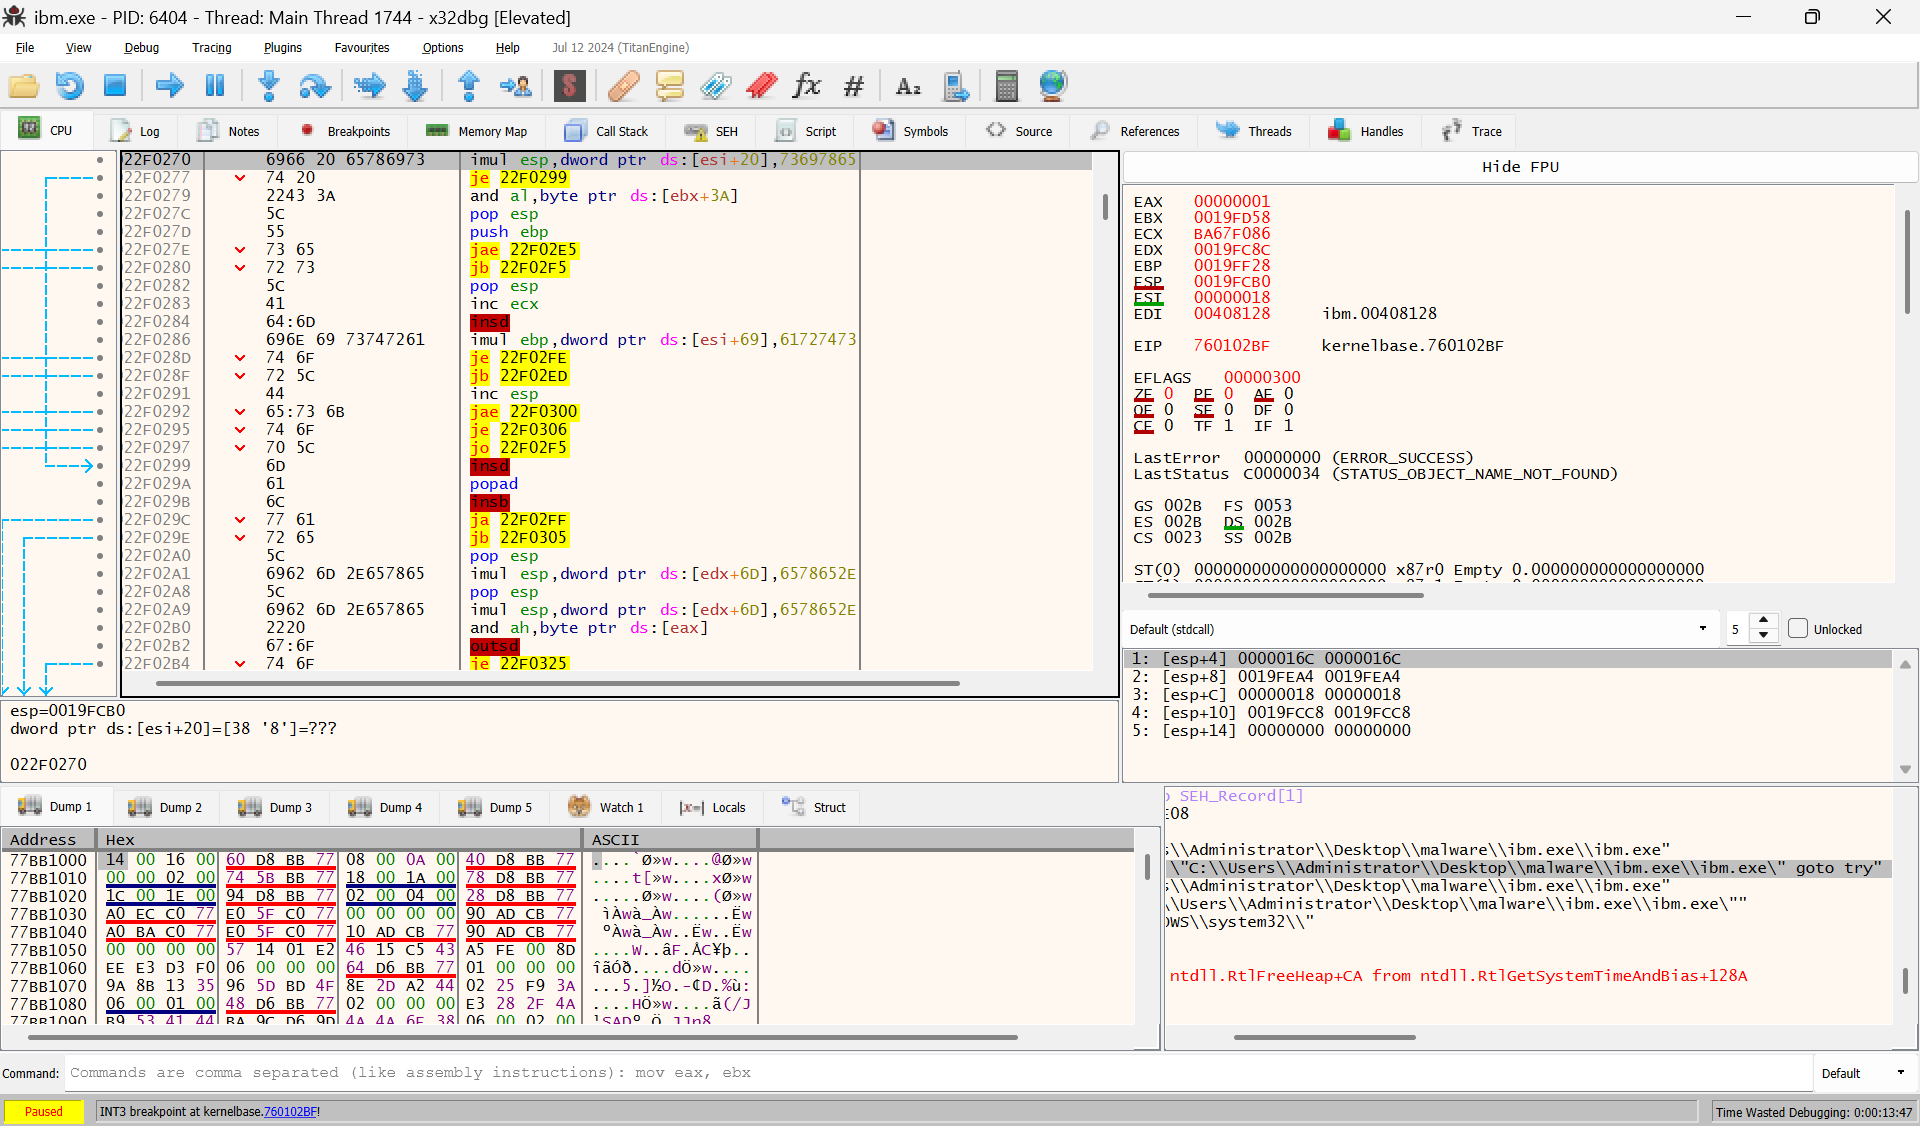 ibm.exe - PID: 6404 - Thread: Main Thread 1744 - x32dbg [Elevated]
File View Debug Tracing Plugins Favourites Options Help Jul 12 2024 (TitanEngine)
CPU Log Notes Breakpoints Memory Map Call Stack SEH Script Symbols Source References Threads Handles Trace
22F0270 6966 20 65786973 imul esp,dword ptr ds:[esi+20],73697865
22F0277 74 20 je 22F0299
22F0279 2243 3A and al,byte ptr ds:[ebx+3A]
22F027C 5C pop esp
22F027D 55 push ebp
22F027E 73 65 jae 22F02E5
22F0280 72 73 jb 22F02F5
22F0282 5C pop esp
22F0283 41 inc ecx
22F0284 64:6D insd
22F0286 696E 69 73747261 imul ebp,dword ptr ds:[esi+69],61727473
22F028D 74 6F je 22F02FE
22F028F 72 5C jb 22F02ED
22F0291 44 inc esp
22F0292 65:73 6B jae 22F0300
22F0295 74 6F je 22F0306
22F0297 70 5C jo 22F02F5
22F0299 6D insd
22F029A 61 popad
22F029B 6C insb
22F029C 77 61 ja 22F02FF
22F029E 72 65 jb 22F0305
22F02A0 5C pop esp
22F02A1 6962 6D 2E657865 imul esp,dword ptr ds:[edx+6D],6578652E
22F02A8 5C pop esp
22F02A9 6962 6D 2E657865 imul esp,dword ptr ds:[edx+6D],6578652E
22F02B0 2220 and ah,byte ptr ds:[eax]
22F02B2 67:6F outsd
22F02B4 74 6F je 22F0325
Hide FPU
EAX 00000001
EBX 0019FD58
ECX BA67F086
EDX 0019FC8C
EBP 0019FF28
ESP 0019FCB0
ESI 00000018
EDI 00408128 ibm.00408128
EIP 760102BF kernelbase.760102BF
EFLAGS 00000300
ZF 0 PF 0 AF 0
OF 0 SF 0 DF 0
CF 0 TF 1 IF 1
LastError 00000000 (ERROR_SUCCESS)
LastStatus C0000034 (STATUS_OBJECT_NAME_NOT_FOUND)
GS 002B FS 0053
ES 002B DS 002B
CS 0023 SS 002B
ST(0) 00000000000000000000 x87r0 Empty 0.000000000000000000
Default (stdcall) 5 Unlocked
1: [esp+4] 0000016C 0000016C
2: [esp+8] 0019FEA4 0019FEA4
3: [esp+C] 00000018 00000018
4: [esp+10] 0019FCC8 0019FCC8
5: [esp+14] 00000000 00000000
esp=0019FCB0
dword ptr ds:[esi+20]=[38 '8']=???
022F0270
Dump 1 Dump 2 Dump 3 Dump 4 Dump 5 Watch 1 Locals Struct
Address Hex ASCII
77BB1000 14 00 16 00 60 D8 BB 77 08 00 0A 00 40 D8 BB 77 ....`Ø»w....@Ø»w
77BB1010 00 00 02 00 74 5B BB 77 18 00 1A 00 78 D8 BB 77 ....t[»w....xØ»w
77BB1020 1C 00 1E 00 94 D8 BB 77 02 00 04 00 28 D8 BB 77 .....Ø»w....(Ø»w
77BB1030 A0 EC C0 77 E0 5F C0 77 00 00 00 00 90 AD CB 77 ìÀwà_Àw......Ëw
77BB1040 A0 BA C0 77 E0 5F C0 77 10 AD CB 77 90 AD CB 77 ºÀwà_Àw..Ëw..Ëw
77BB1050 00 00 00 00 57 14 01 E2 46 15 C5 43 A5 FE 00 8D ....W..âF.ÅC¥þ..
77BB1060 EE E3 D3 F0 06 00 00 00 64 D6 BB 77 01 00 00 00 îãÓð....dÖ»w....
77BB1070 9A 8B 13 35 96 5D BD 4F 8E 2D A2 44 02 25 F9 3A ...5.]½O.-¢D.%ù:
77BB1080 06 00 01 00 48 D6 BB 77 02 00 00 00 E3 28 2F 4A ....HÖ»w....ã(/J
77BB1090 B9 53 41 44 BA 9C D6 9D 4A 4A 6E 38 06 00 02 00
SEH_Record[1]
:08
\\Administrator\\Desktop\\malware\\ibm.exe\\ibm.exe"
\"C:\\Users\\Administrator\\Desktop\\malware\\ibm.exe\\ibm.exe\" goto try"
\\Administrator\\Desktop\\malware\\ibm.exe\\ibm.exe"
\\Users\\Administrator\\Desktop\\malware\\ibm.exe\\ibm.exe\""
WS\\system32\\"
ntdll.RtlFreeHeap+CA from ntdll.RtlGetSystemTimeAndBias+128A
Command: Commands are comma separated (like assembly instructions): mov eax, ebx Default
Paused INT3 breakpoint at kernelbase.760102BF! Time Wasted Debugging: 0:00:13:47